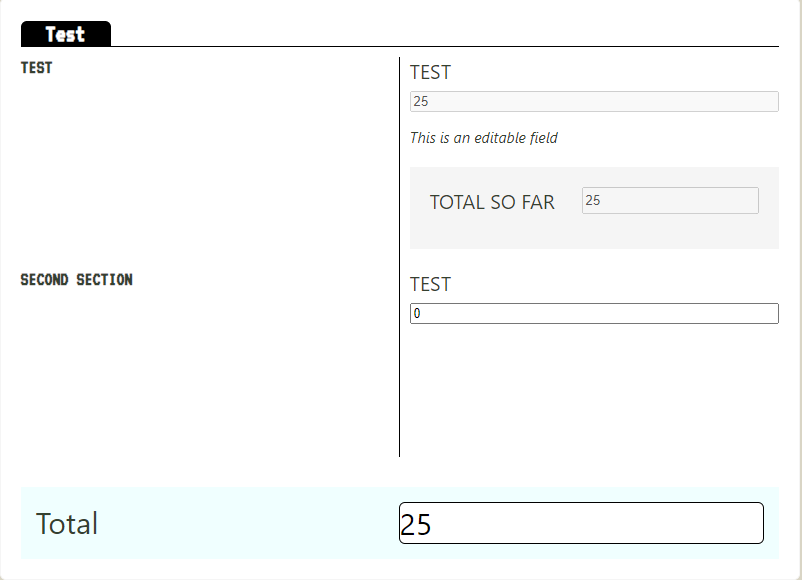 Test
TEST
TEST
25
This is an editable field
TOTAL SO FAR 25
SECOND SECTION
TEST
0
Total 25